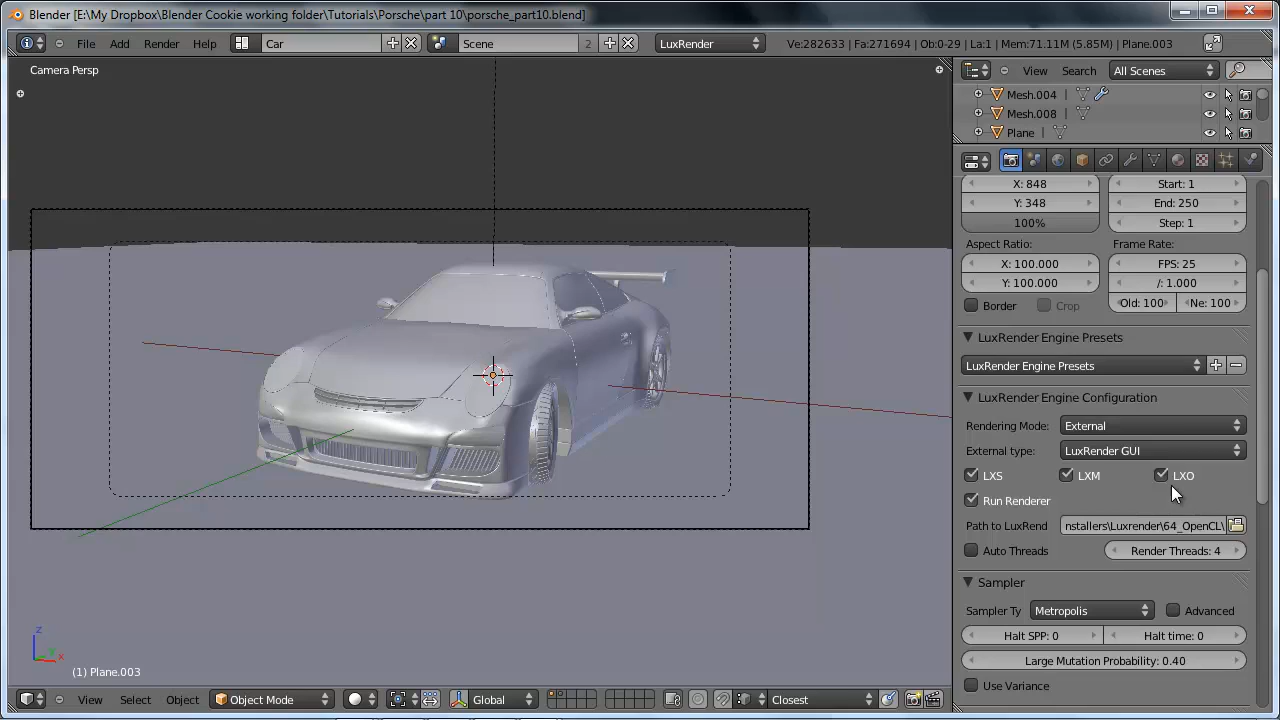 Blender [E:\My Dropbox\Blender Cookie working folder\Tutorials\Porsche\part 10\porsche_part10.blend]
File Add Render Help Car Scene 2 LuxRender Ve:282633 | Fa:271694 | Ob:0-29 | La:1 | Mem:71.11M (5.85M) | Plane.003
Camera Persp
View Search All Scenes
Mesh.004 |
Mesh.008 |
Plane |
X: 848 Start: 1
Y: 348 End: 250
100% Step: 1
Aspect Ratio: Frame Rate:
X: 100.000 FPS: 25
Y: 100.000 /: 1.000
Border Crop Old: 100 Ne: 100
LuxRender Engine Presets
LuxRender Engine Presets
LuxRender Engine Configuration
Rendering Mode: External
External type: LuxRender GUI
LXS LXM LXO
Run Renderer
Path to LuxRend nstallers\Luxrender\64_OpenCL\
Auto Threads Render Threads: 4
Sampler
Sampler Ty Metropolis Advanced
Halt SPP: 0 Halt time: 0
Large Mutation Probability: 0.40
Use Variance
z
y
x
(1) Plane.003
View Select Object Object Mode Global Closest